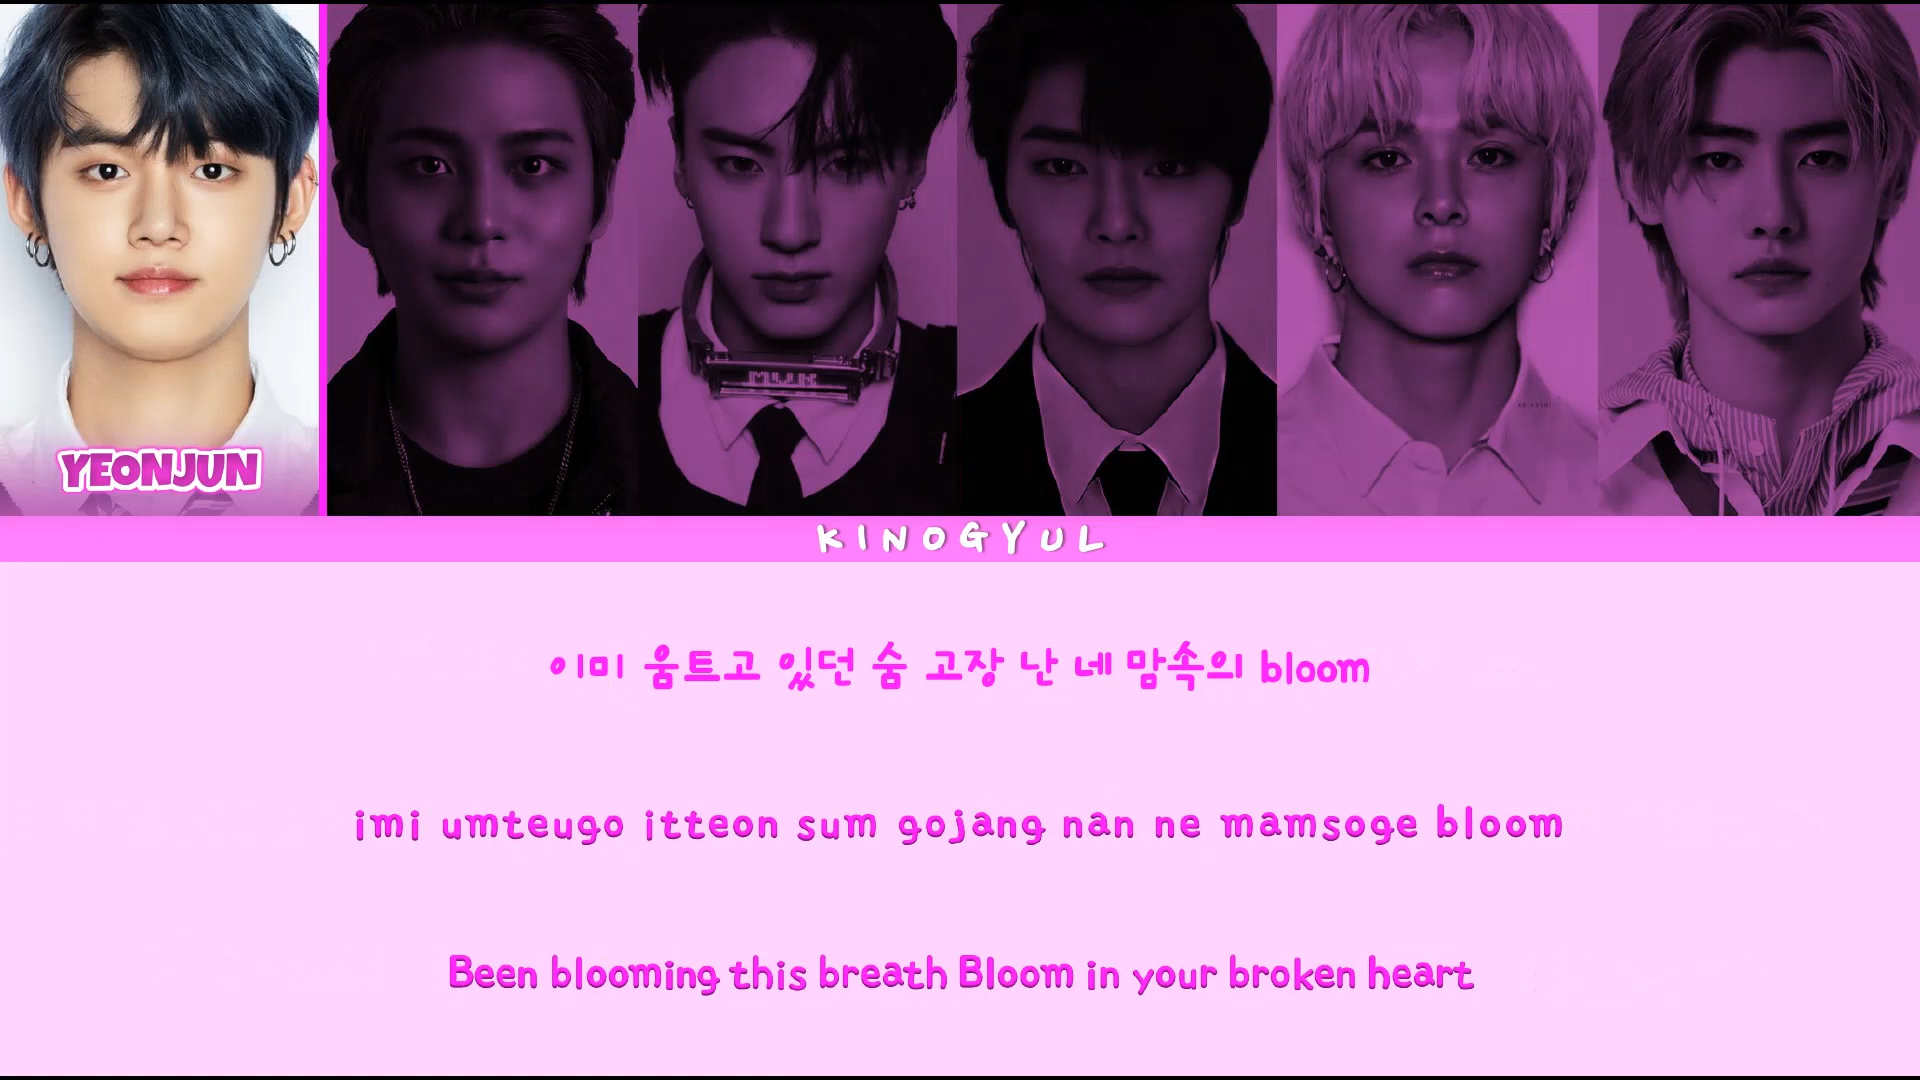 YEONJUN
KINOGYUL
이미 움트고 있던 숨 고장 난 네 맘속의 bloom
imi umteugo itteon sum gojang nan ne mamsoge bloom
Been blooming this breath Bloom in your broken heart